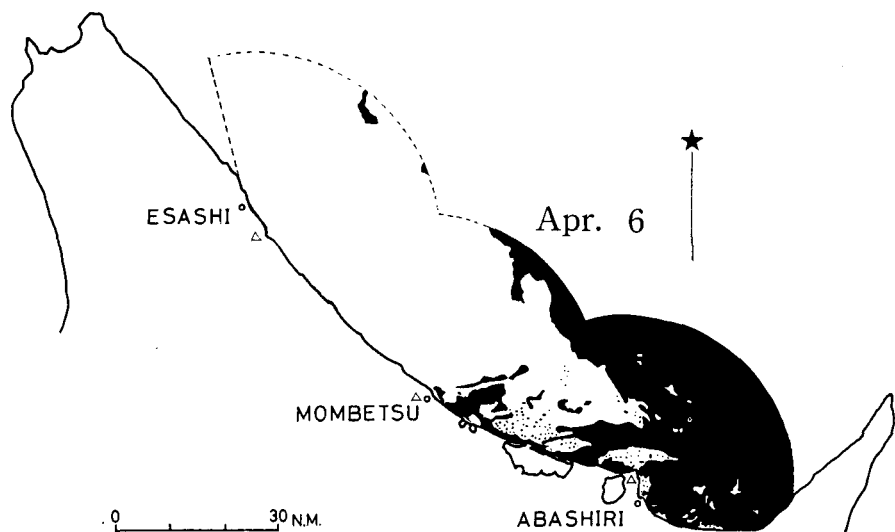 ESASHI
Apr. 6
MOMBETSU
0 30 N.M.
ABASHIRI